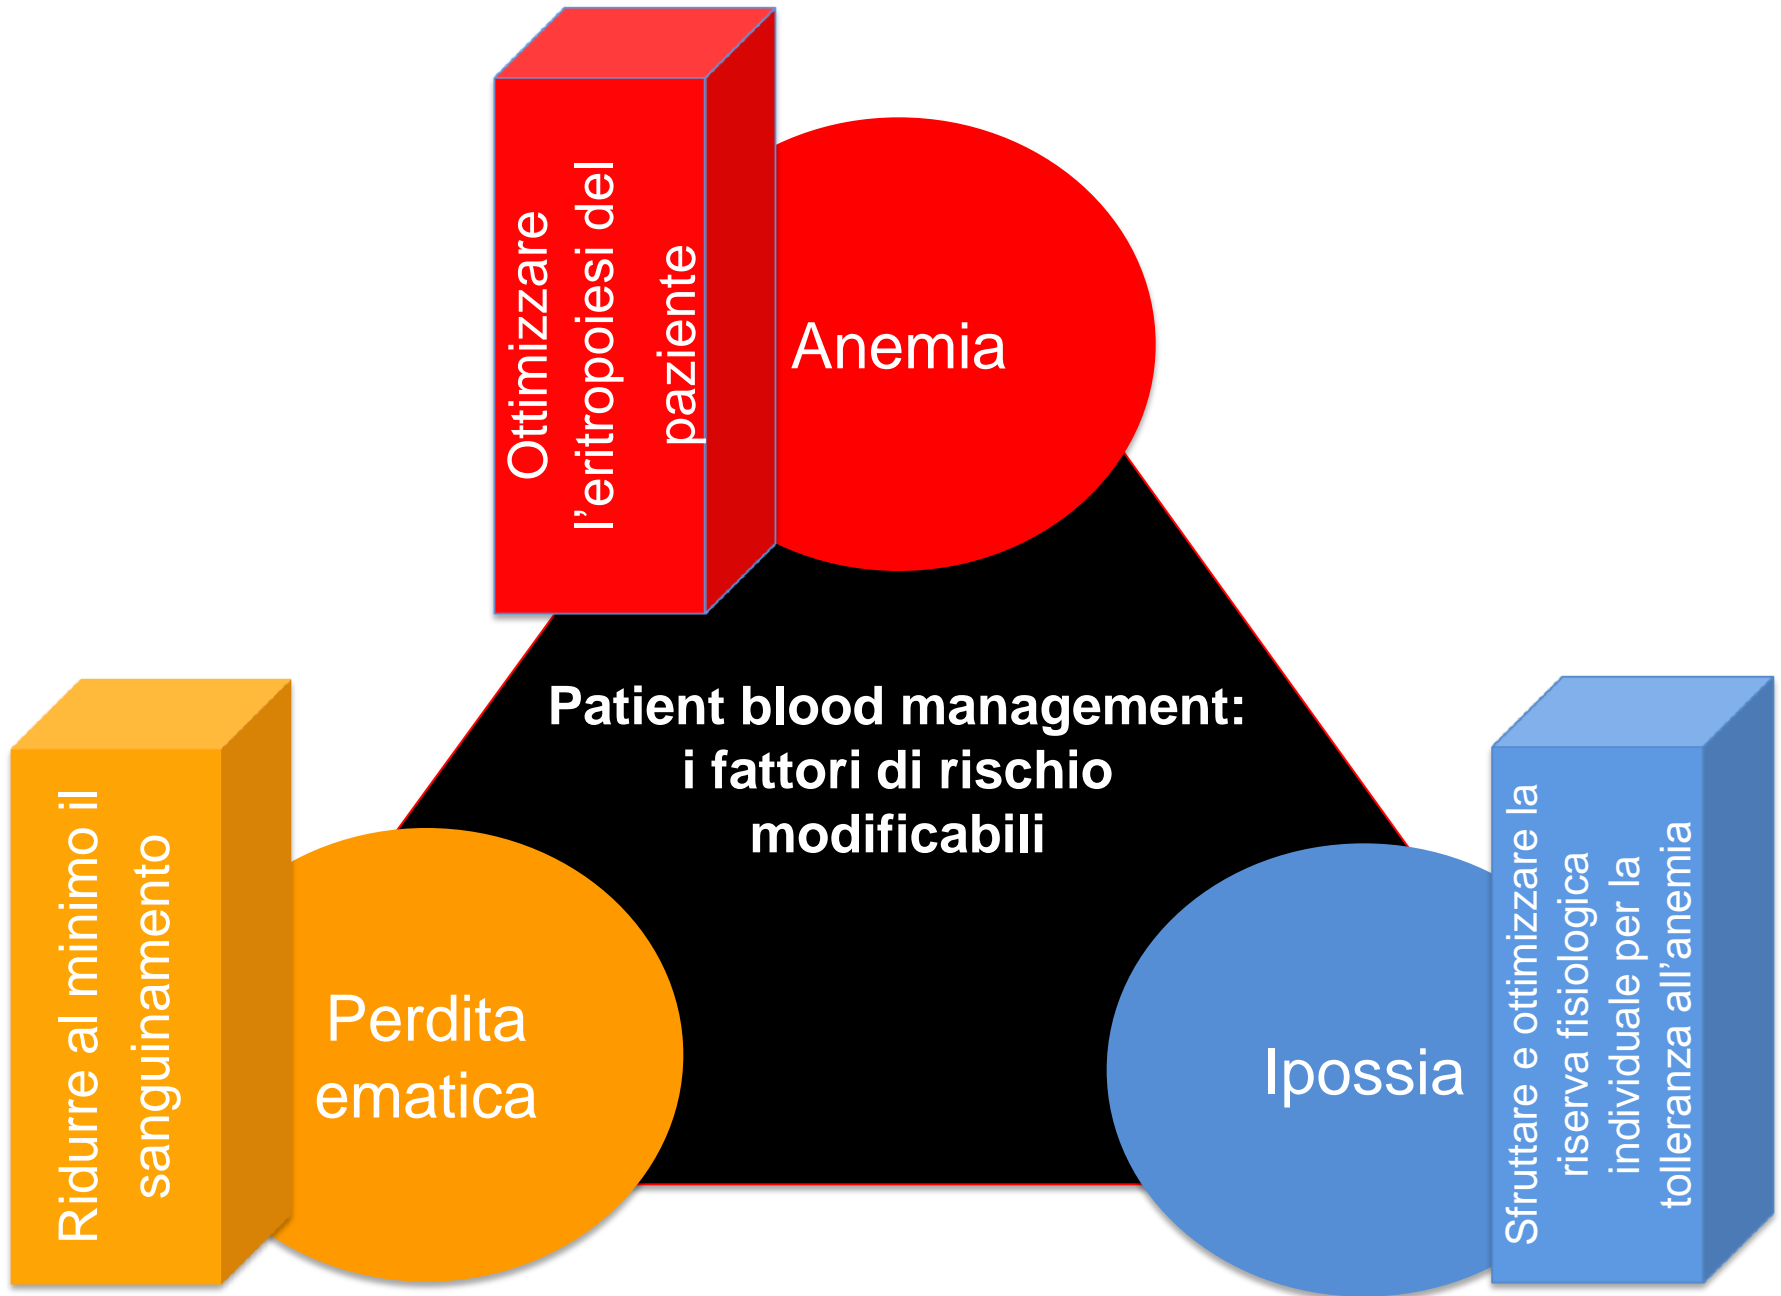 Ottimizzare
l'eritropoiesi del
paziente
Anemia
Patient blood management:
i fattori di rischio
modificabili
Ridurre al minimo il
sanguinamento
Perdita
ematica
Ipossia
Sfruttare e ottimizzare la
riserva fisiologica
individuale per la
tolleranza all'anemia